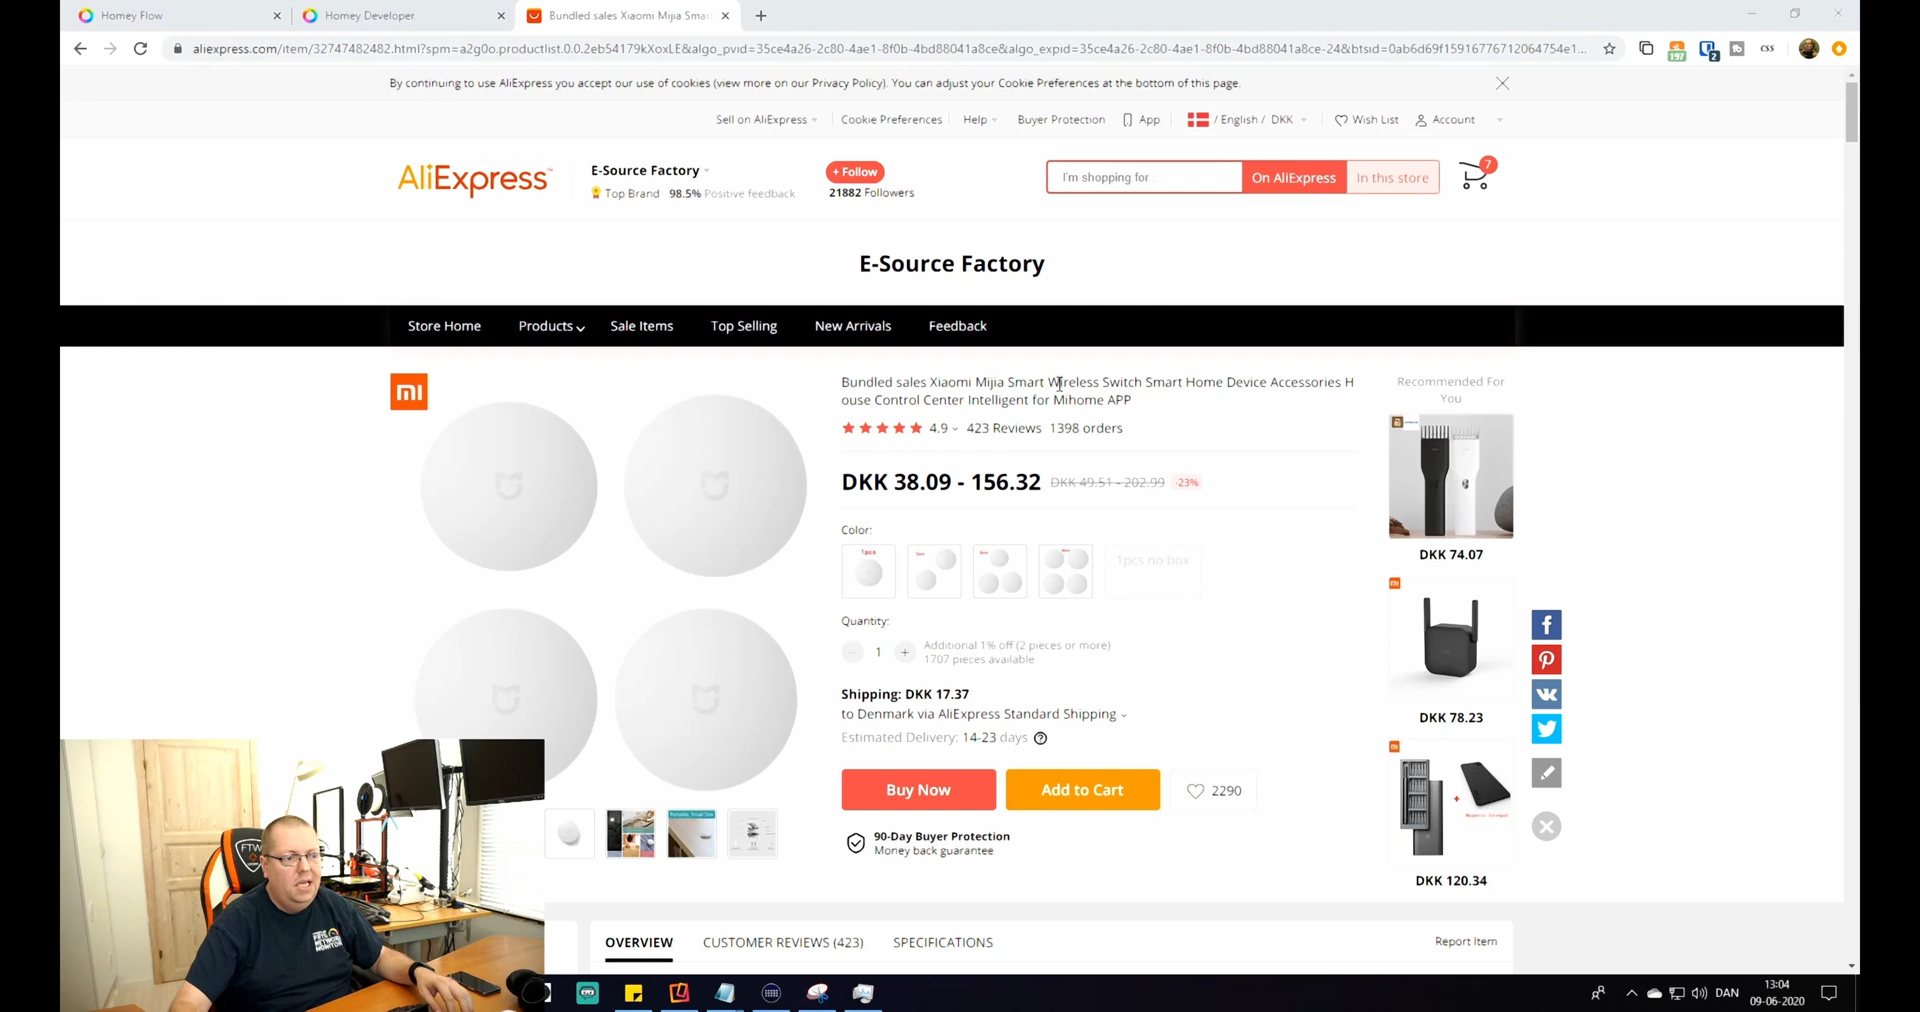 Homey Flow
Homey Developer
Bundled sales Xiaomi Mijia Smar
aliexpress.com/item/32747482482.html?spm=a2g0o.productlist.0.0.2eb54179kXoxLE&algo_pvid=35ce4a26-2c80-4ae1-8f0b-4bd88041a8ce&algo_expid=35ce4a26-2c80-4ae1-8f0b-4bd88041a8ce-24&btsid=0ab6d69f15916776712064754e1...
197
2
CSS
By continuing to use AliExpress you accept our use of cookies (view more on our Privacy Policy). You can adjust your Cookie Preferences at the bottom of this page.
Sell on AliExpress
Cookie Preferences
Help
Buyer Protection
App
/ English / DKK
Wish List
Account
AliExpress
E-Source Factory
Top Brand 98.5% Positive feedback
+ Follow
21882 Followers
I'm shopping for
On AliExpress
In this store
7
E-Source Factory
Store Home
Products
Sale Items
Top Selling
New Arrivals
Feedback
Bundled sales Xiaomi Mijia Smart Wireless Switch Smart Home Device Accessories H
ouse Control Center Intelligent for Mihome APP
4.9 423 Reviews 1398 orders
DKK 38.09 - 156.32 DKK 49.51 - 202.99 -23%
Color:
1pcs
1pcs no box
Quantity:
1
Additional 1% off (2 pieces or more)
1707 pieces available
Shipping: DKK 17.37
to Denmark via AliExpress Standard Shipping
Estimated Delivery: 14-23 days
Buy Now
Add to Cart
2290
90-Day Buyer Protection
Money back guarantee
Recommended For
You
DKK 74.07
DKK 78.23
DKK 120.34
OVERVIEW
CUSTOMER REVIEWS (423)
SPECIFICATIONS
Report Item
FTW
PRTG
NETWORK
MONITOR
DAN
13:04
09-06-2020